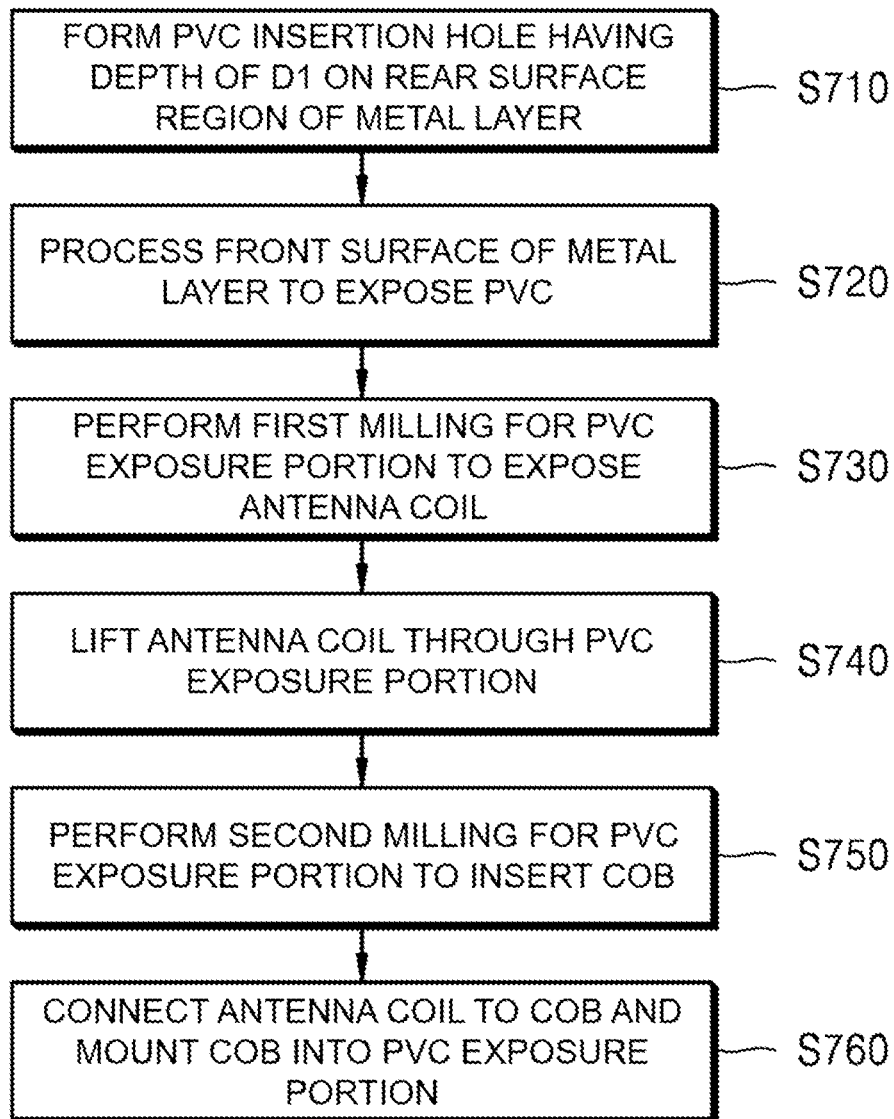 FORM PVC INSERTION HOLE HAVING
DEPTH OF D1 ON REAR SURFACE
REGION OF METAL LAYER
S710
PROCESS FRONT SURFACE OF METAL
LAYER TO EXPOSE PVC
S720
PERFORM FIRST MILLING FOR PVC
EXPOSURE PORTION TO EXPOSE
ANTENNA COIL
S730
LIFT ANTENNA COIL THROUGH PVC
EXPOSURE PORTION
S740
PERFORM SECOND MILLING FOR PVC
EXPOSURE PORTION TO INSERT COB
S750
CONNECT ANTENNA COIL TO COB AND
MOUNT COB INTO PVC EXPOSURE
PORTION
S760